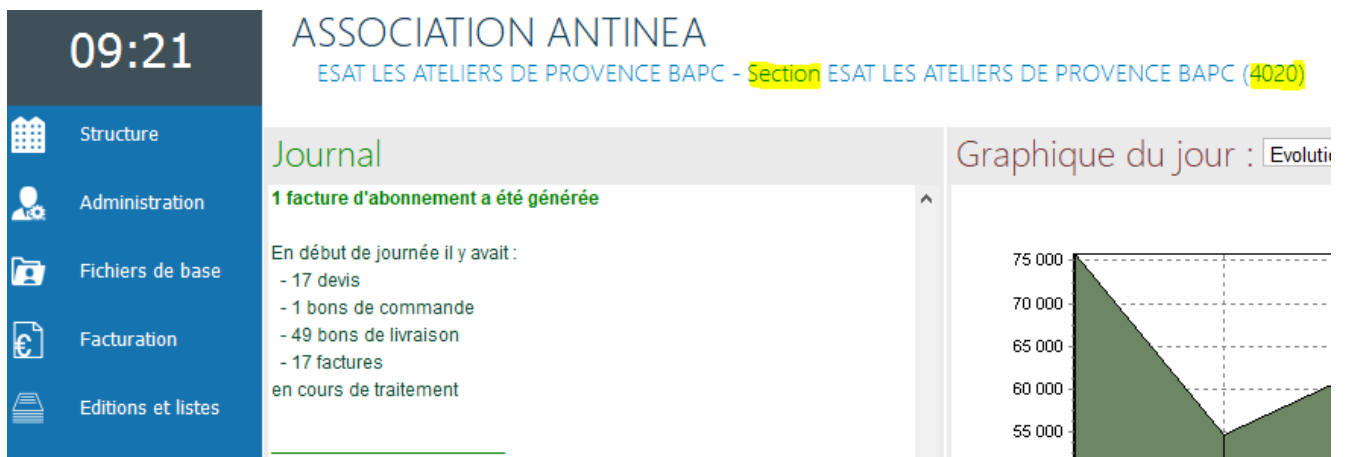 09:21
ASSOCIATION ANTINEA
ESAT LES ATELIERS DE PROVENCE BAPC - Section ESAT LES ATELIERS DE PROVENCE BAPC (4020)
Structure
Administration
Fichiers de base
Facturation
Editions et listes
Journal
1 facture d'abonnement a été générée
En début de journée il y avait :
- 17 devis
- 1 bons de commande
- 49 bons de livraison
- 17 factures
en cours de traitement
Graphique du jour : Evoluti
75 000
70 000
65 000
60 000
55 000